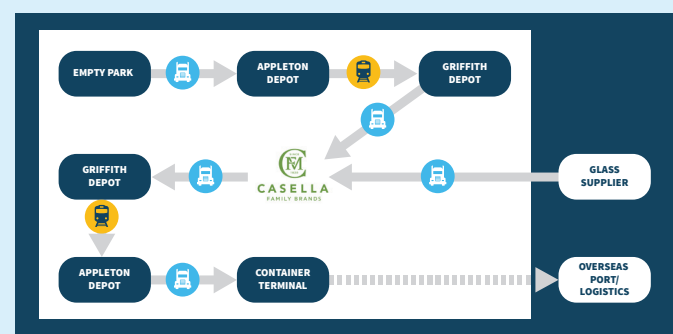 EMPTY PARK
APPLETON
DEPOT
GRIFFITH
DEPOT
GRIFFITH
DEPOT
CASELLA
FAMILY BRANDS
GLASS
SUPPLIER
APPLETON
DEPOT
CONTAINER
TERMINAL
OVERSEAS
PORT/
LOGISTICS